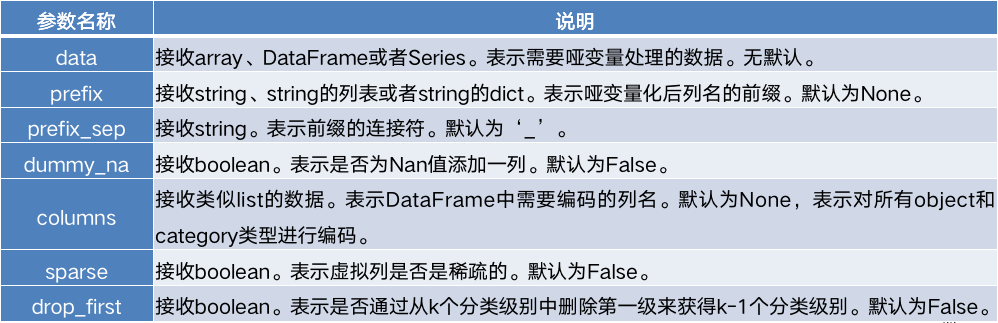 参数名称 说明
data 接收array、DataFrame或者Series。表示需要哑变量处理的数据。无默认。
prefix 接收string、string的列表或者string的dict。表示哑变量化后列名的前缀。默认为None。
prefix_sep 接收string。表示前缀的连接符。默认为‘_’。
dummy_na 接收boolean。表示是否为Nan值添加一列。默认为False。
columns 接收类似list的数据。表示DataFrame中需要编码的列名。默认为None，表示对所有object和
category类型进行编码。
sparse 接收boolean。表示虚拟列是否是稀疏的。默认为False。
drop_first 接收boolean。表示是否通过从k个分类级别中删除第一级来获得k-1个分类级别。默认为False。